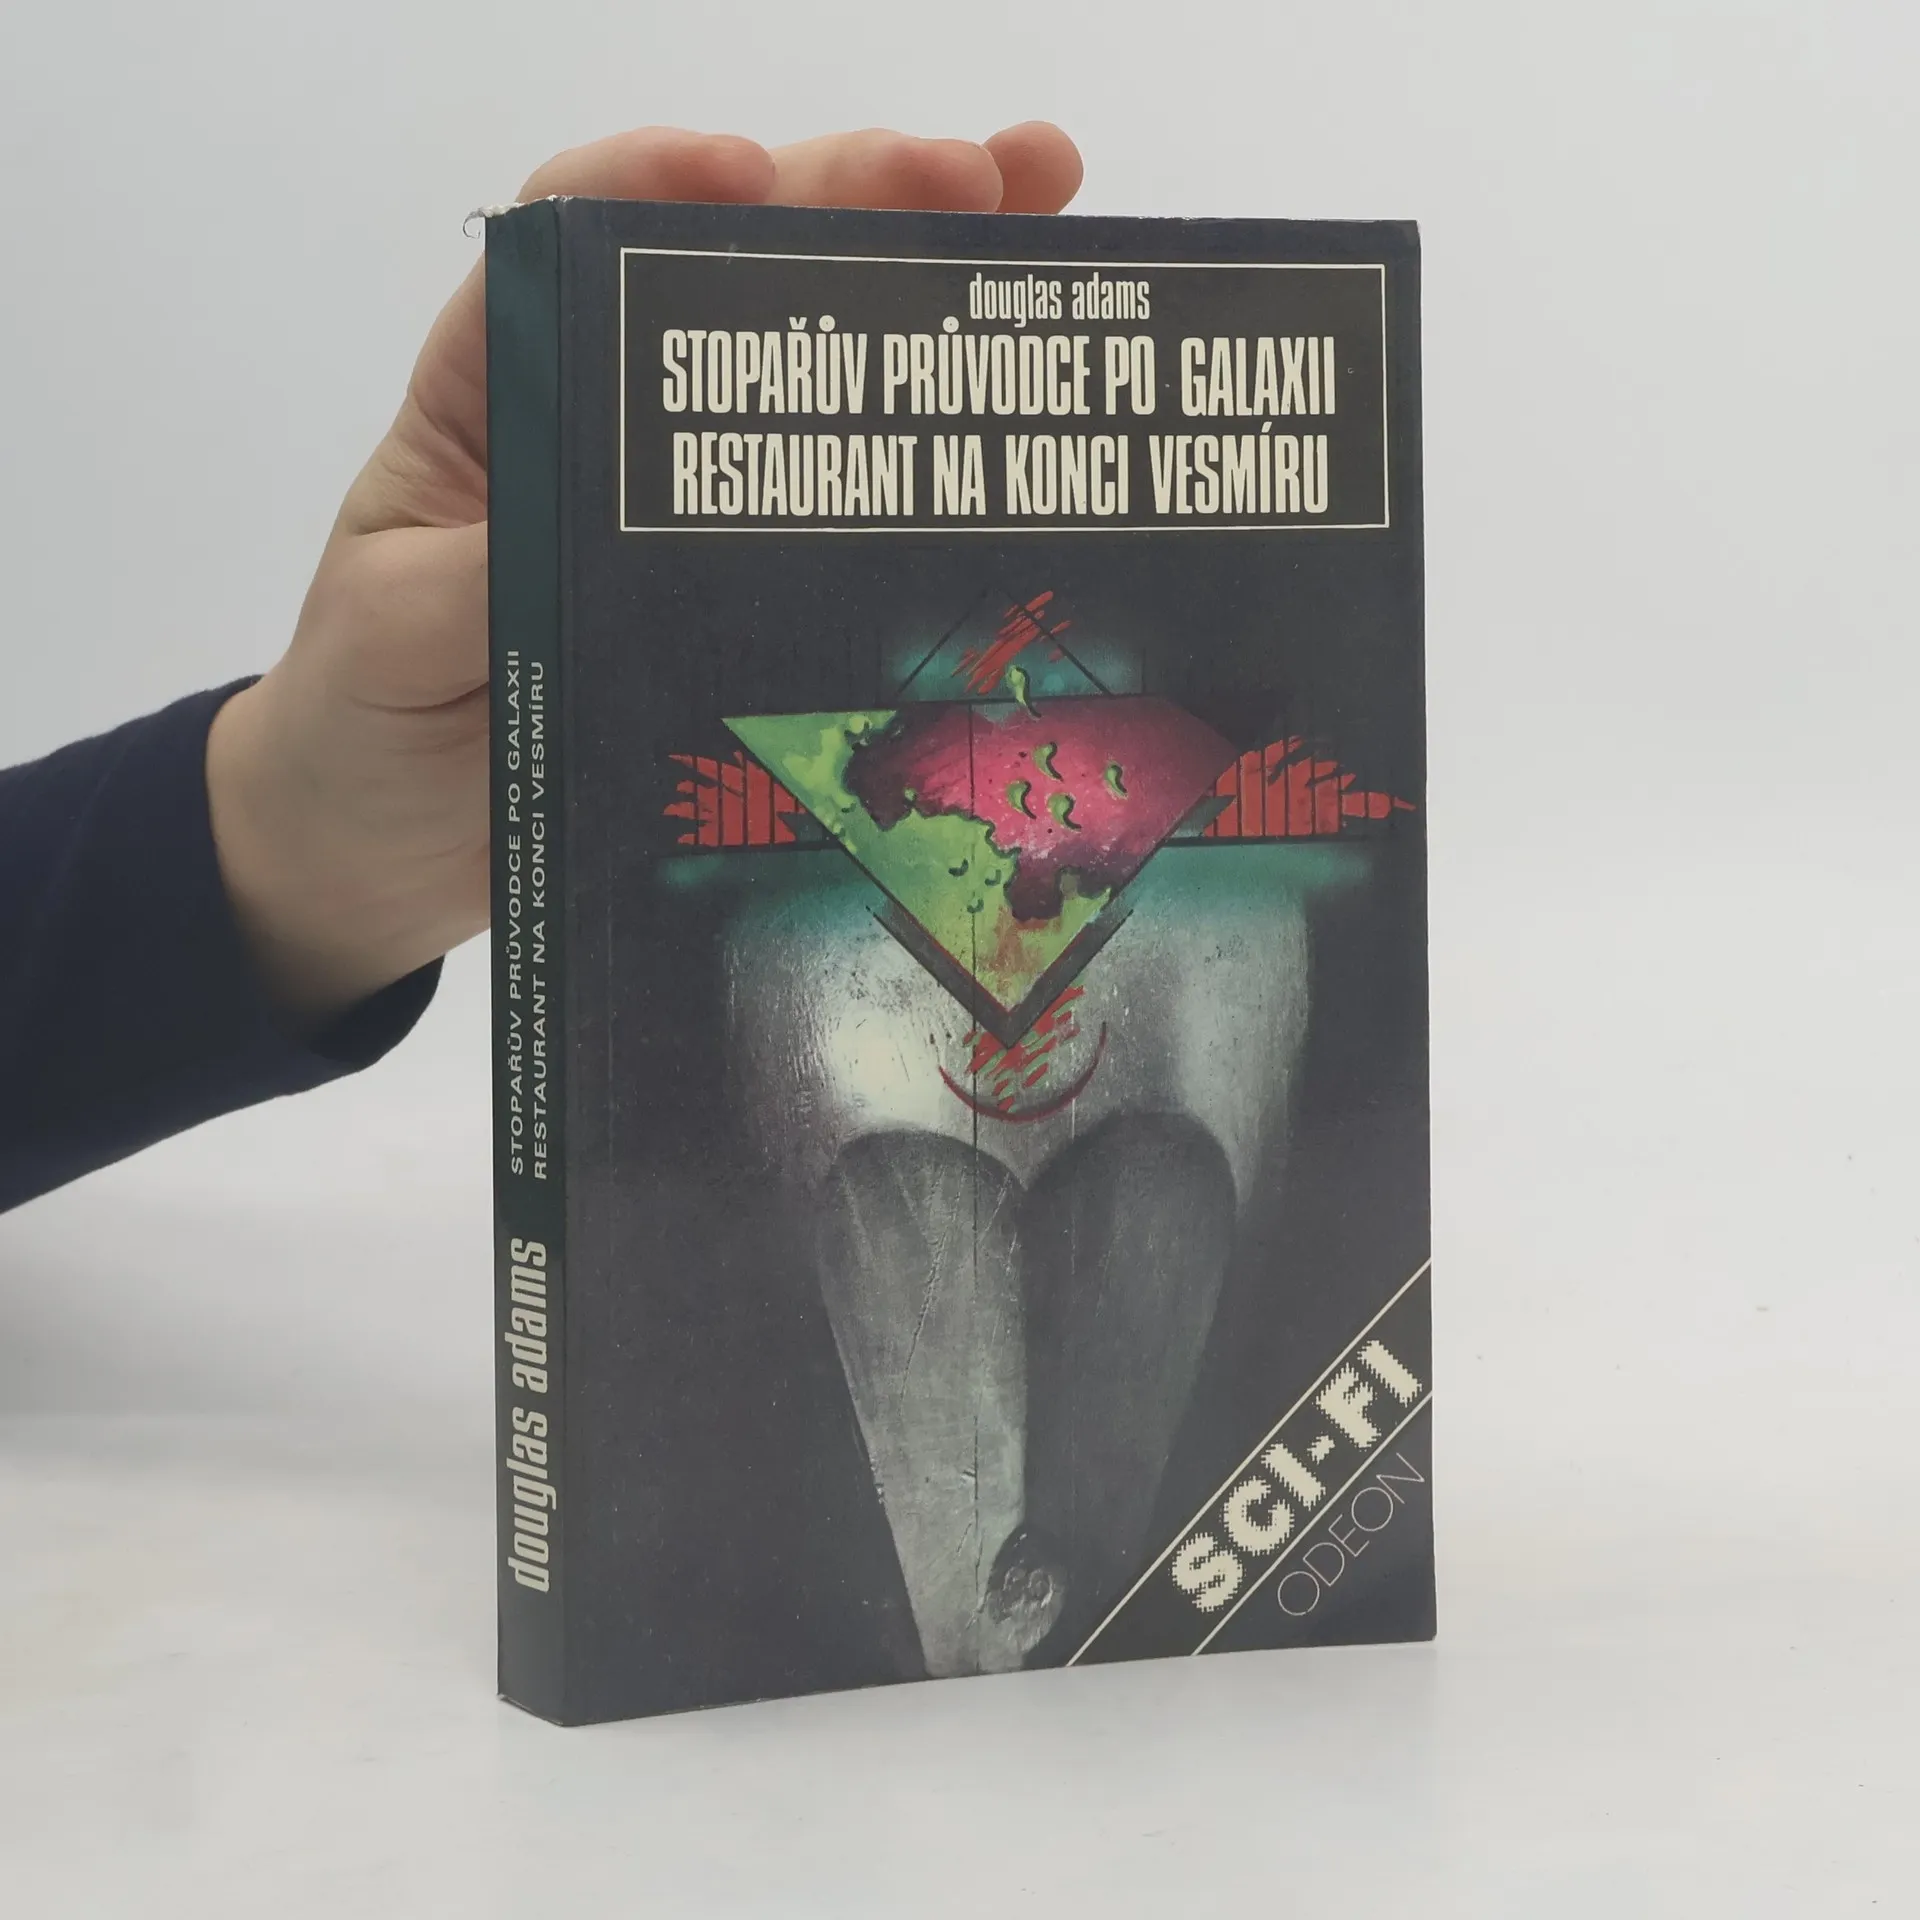 douglas adams
STOPAŘŮV PRŮVODCE PO GALAXII
RESTAURANT NA KONCI VESMÍRU
STOPAŘŮV PRŮVODCE PO GALAXII
RESTAURANT NA KONCI VESMÍRU
douglas adams
SCI-FI
ODEON